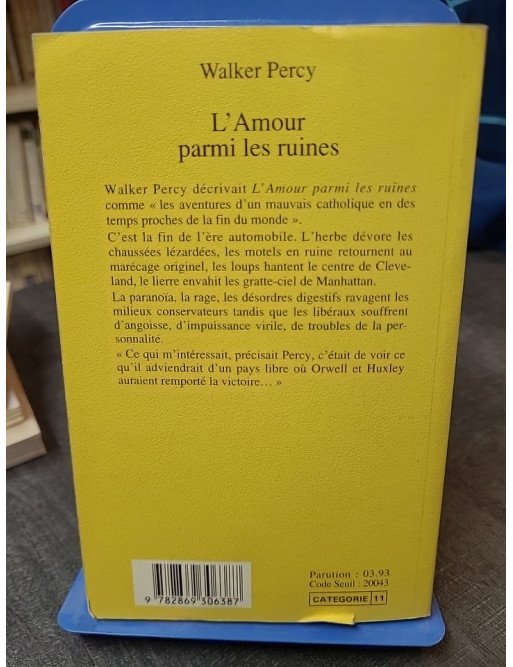 Walker Percy
L'Amour
parmi les ruines
Walker Percy décrivait L'Amour parmi les ruines
comme « les aventures d'un mauvais catholique en des
temps proches de la fin du monde ».
C'est la fin de l'ère automobile. L'herbe dévore les
chaussées lézardées, les motels en ruine retournent au
marécage originel, les loups hantent le centre de Cleve-
land, le lierre envahit les gratte-ciel de Manhattan.
La paranoïa, la rage, les désordres digestifs ravagent les
milieux conservateurs tandis que les libéraux souffrent
d'angoisse, d'impuissance virile, de troubles de la per-
sonnalité.
« Ce qui m'intéressait, précisait Percy, c'était de voir ce
qu'il adviendrait d'un pays libre où Orwell et Huxley
auraient remporté la victoire… »
9 782869 306387
Parution : 03.93
Code Seuil : 20043
CATEGORIE 11